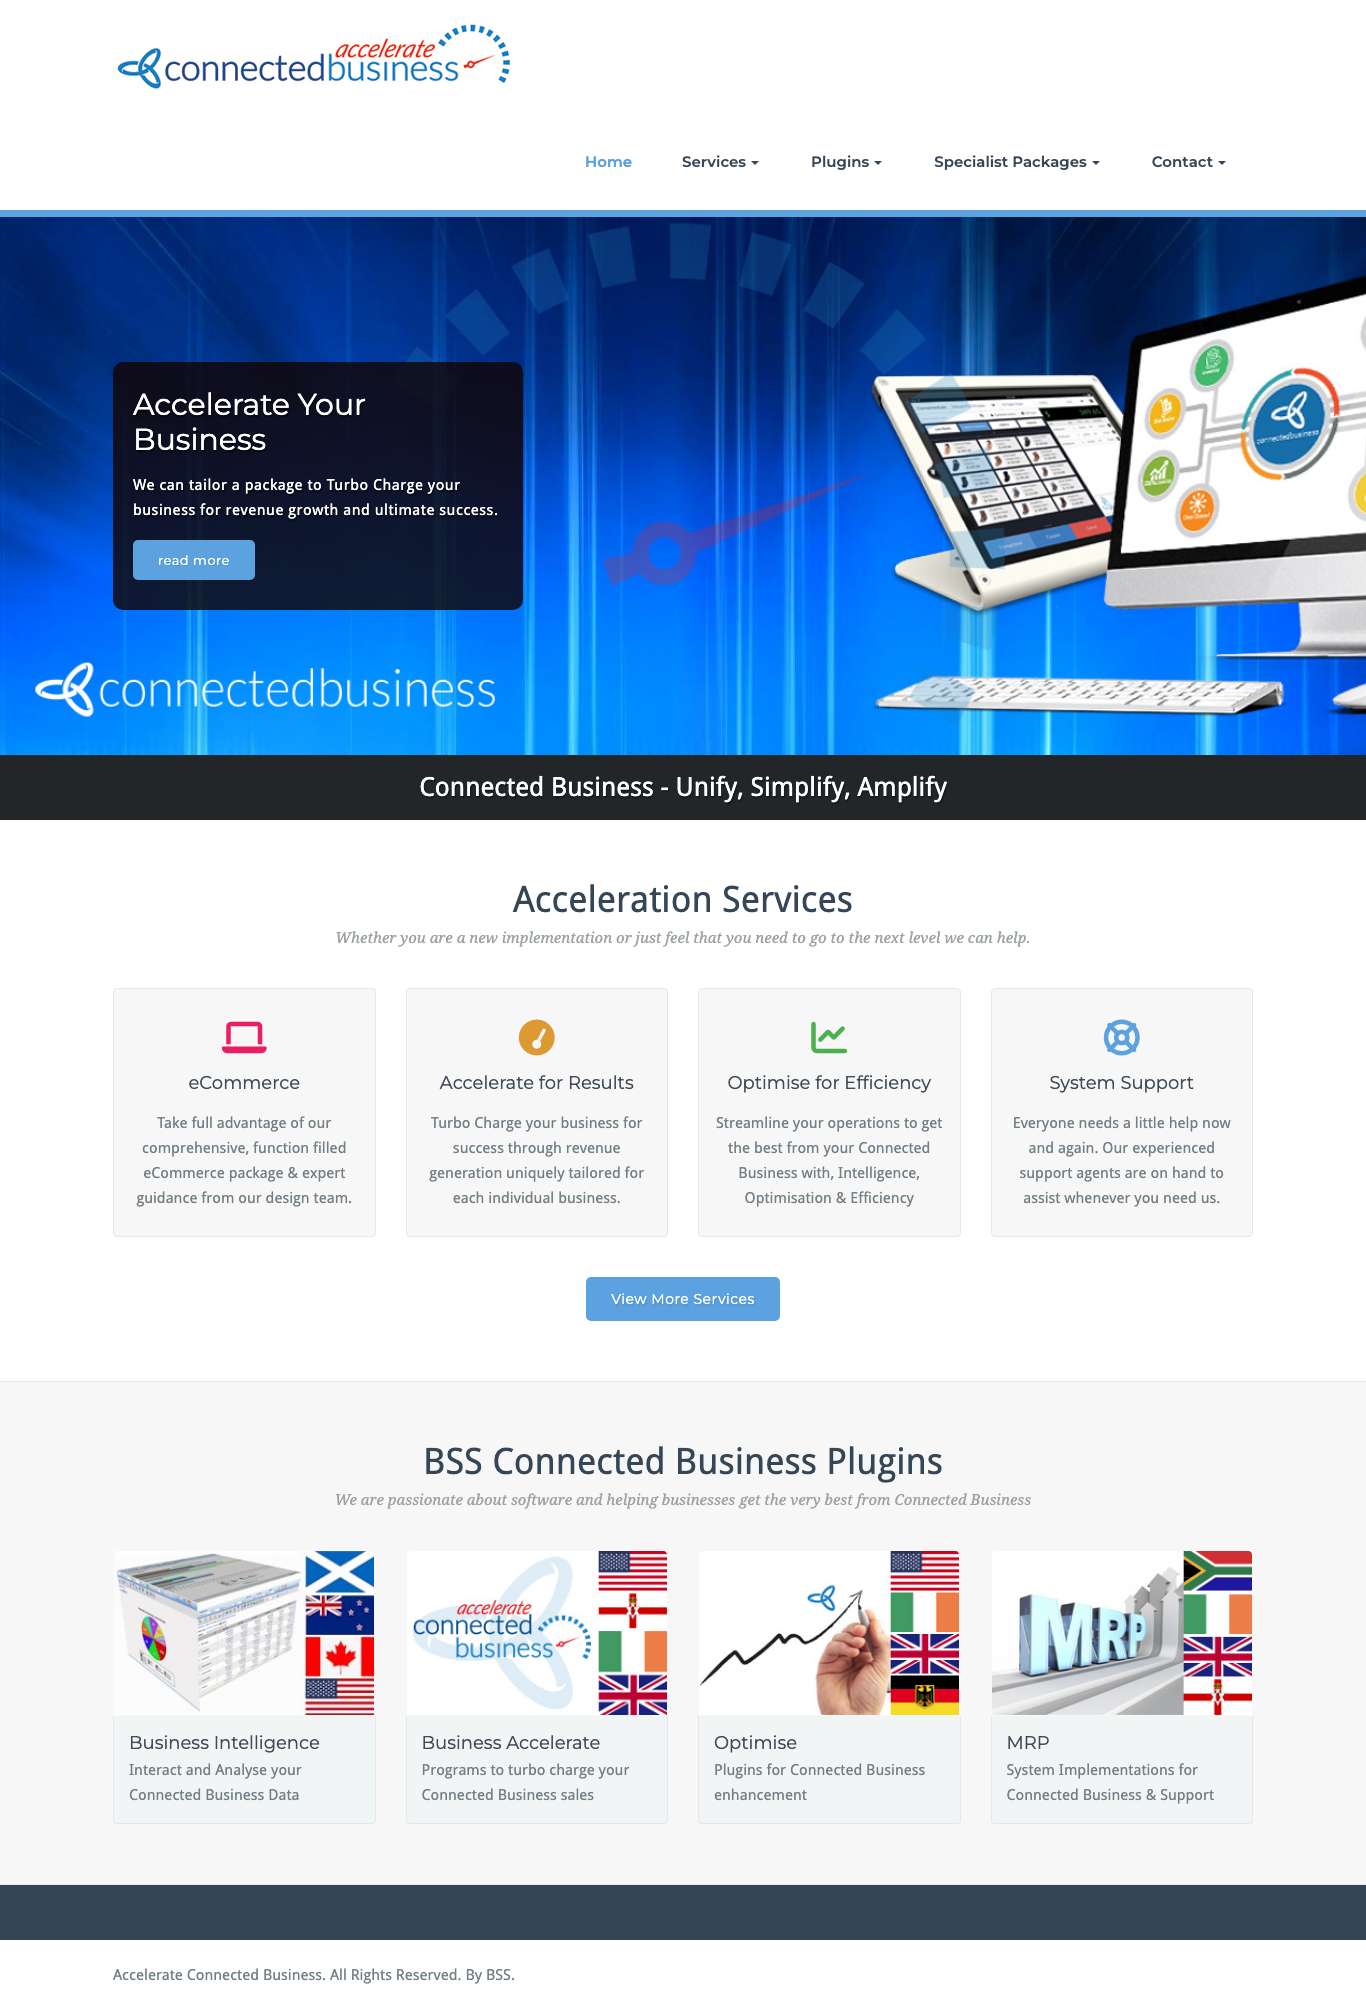 accelerate
connectedbusiness
Home Services Plugins Specialist Packages Contact
Accelerate Your
Business
We can tailor a package to Turbo Charge your
business for revenue growth and ultimate success.
read more
connectedbusiness
connectedbusiness
Connected Business - Unify, Simplify, Amplify
Acceleration Services
Whether you are a new implementation or just feel that you need to go to the next level we can help.
eCommerce
Take full advantage of our
comprehensive, function filled
eCommerce package & expert
guidance from our design team.
Accelerate for Results
Turbo Charge your business for
success through revenue
generation uniquely tailored for
each individual business.
Optimise for Efficiency
Streamline your operations to get
the best from your Connected
Business with, Intelligence,
Optimisation & Efficiency
System Support
Everyone needs a little help now
and again. Our experienced
support agents are on hand to
assist whenever you need us.
View More Services
BSS Connected Business Plugins
We are passionate about software and helping businesses get the very best from Connected Business
Business Intelligence
Interact and Analyse your
Connected Business Data
accelerate
connected
business
Business Accelerate
Programs to turbo charge your
Connected Business sales
Optimise
Plugins for Connected Business
enhancement
MRP
MRP
System Implementations for
Connected Business & Support
Accelerate Connected Business. All Rights Reserved. By BSS.